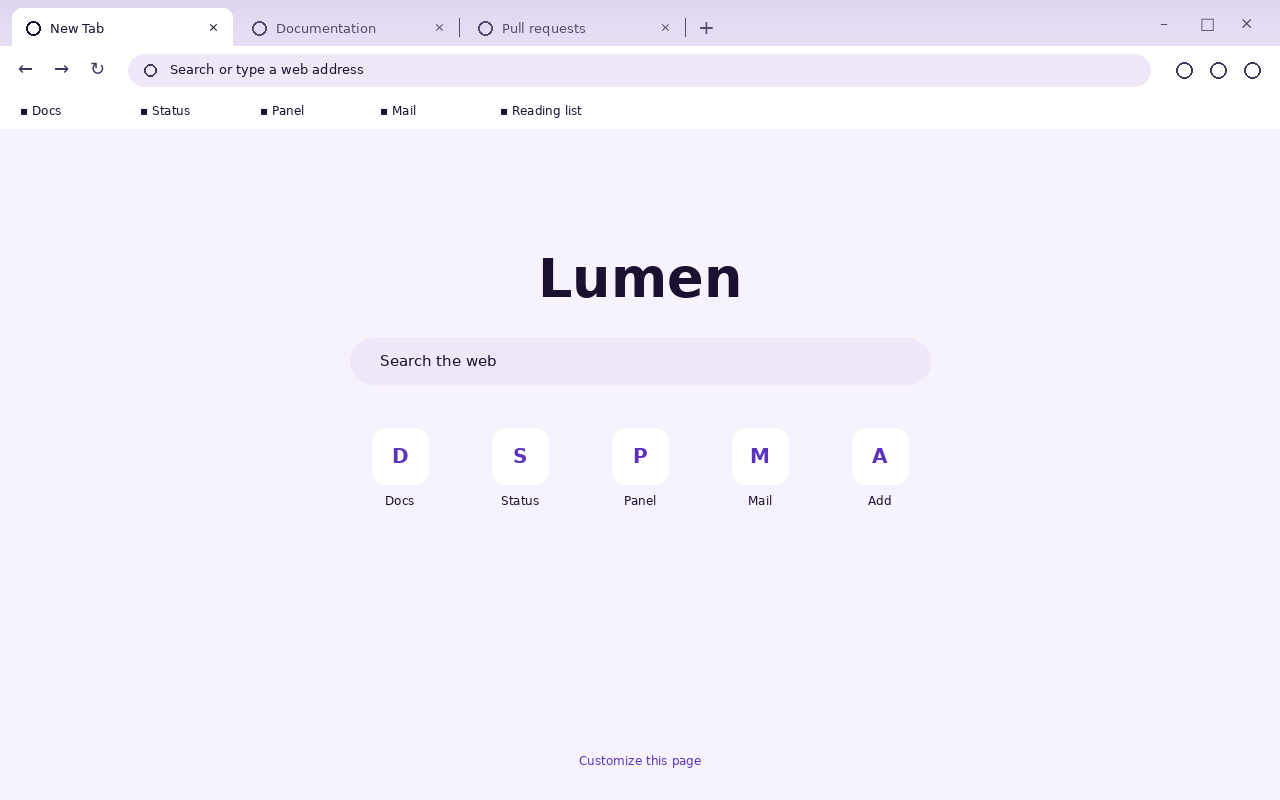 New Tab
Documentation
Pull requests
Search or type a web address
Docs
Status
Panel
Mail
Reading list
Lumen
Search the web
D
S
P
M
A
Docs
Status
Panel
Mail
Add
Customize this page